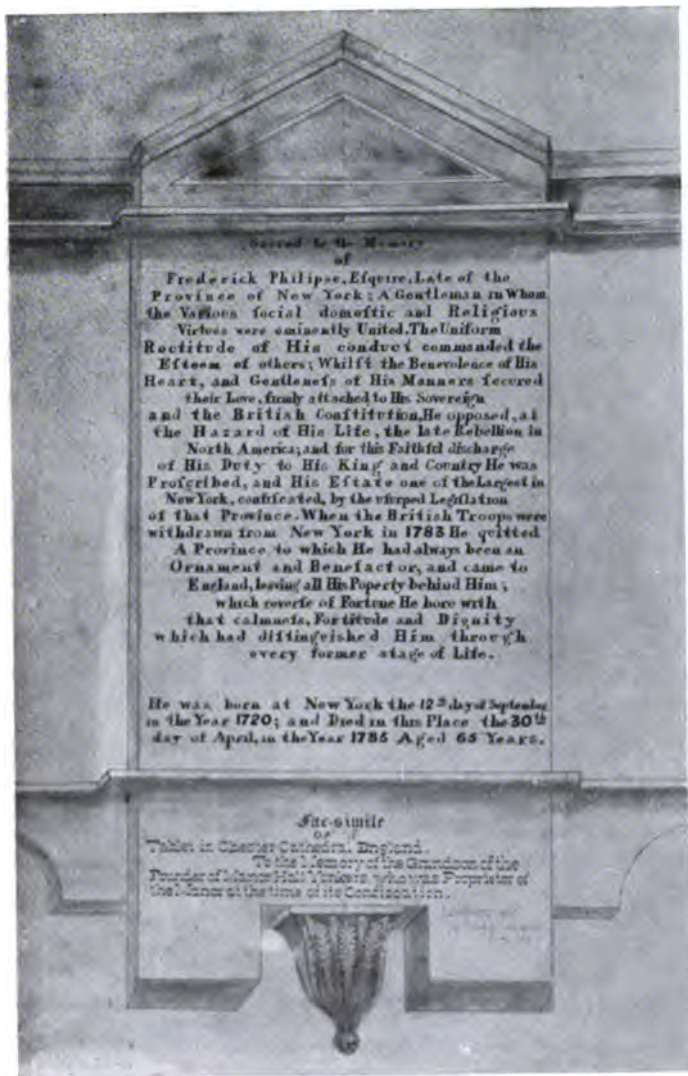 Sacred to the Memory
of
Frederick Philipse, Eſquire, Late of the
Province of New York; A Gentleman in Whom
the Various ſocial domeſtic and Religious
Virtues were eminently United. The Uniform
Rectitude of His conduct commanded the
Eſteem of others; Whilſt the Benevolence of His
Heart, and Gentleneſs of His Manners ſecured
their Love, firmly attached to His Sovereign
and the British Conſtitution, He oppoſed, at
the Hazard of His Life, the late Rebellion in
North America; and for this Faithful diſcharge
of His Duty to His King and Country He was
Proſcribed, and His Eſtate one of the Largest in
New York, confiſcated, by the uſurped Legiſlation
of that Province. When the British Troops were
withdrawn from New York in 1783 He quitted
A Province to which He had always been an
Ornament and Benefactor, and came to
England, leaving all His Poperty behind Him;
which reverſe of Fortune He bore with
that calmneſs, Fortitude and Dignity
which had diſtinguiſhed Him through
every former stage of Life.
He was born at New York the 12th day of September
in the Year 1720; and Died in this Place the 30th
day of April, in the Year 1785 Aged 65 Years.
Fac-simile
of
Tablet in Chester Cathedral, England.
To the Memory of the Grandson of the
Founder of Manor Hall Yonkers, who was Proprietor of
the Manor at the time of its Confiscation.